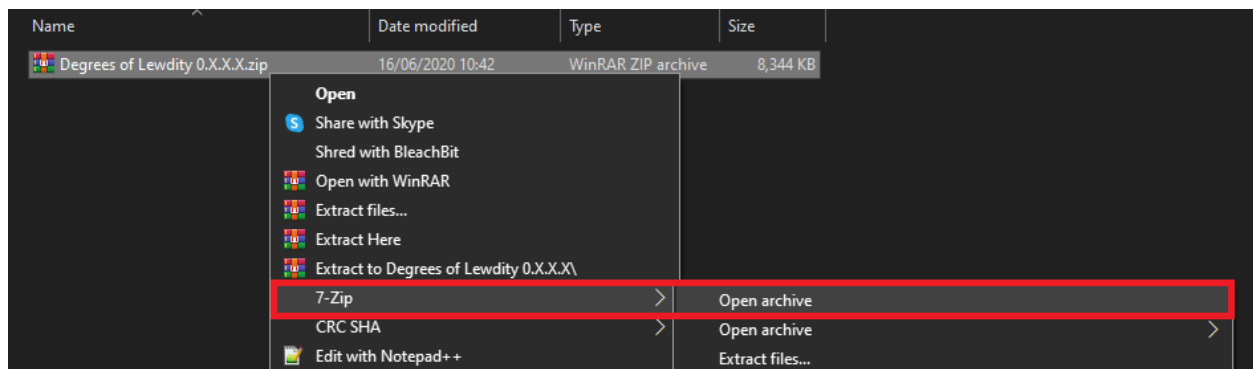 Name Date modified Type Size
Degrees of Lewdity 0.X.X.X.zip 16/06/2020 10:42 WinRAR ZIP archive 8,344 KB
Open
Share with Skype
Shred with BleachBit
Open with WinRAR
Extract files...
Extract Here
Extract to Degrees of Lewdity 0.X.X.X\
7-Zip Open archive
CRC SHA Open archive
Edit with Notepad++ Extract files...